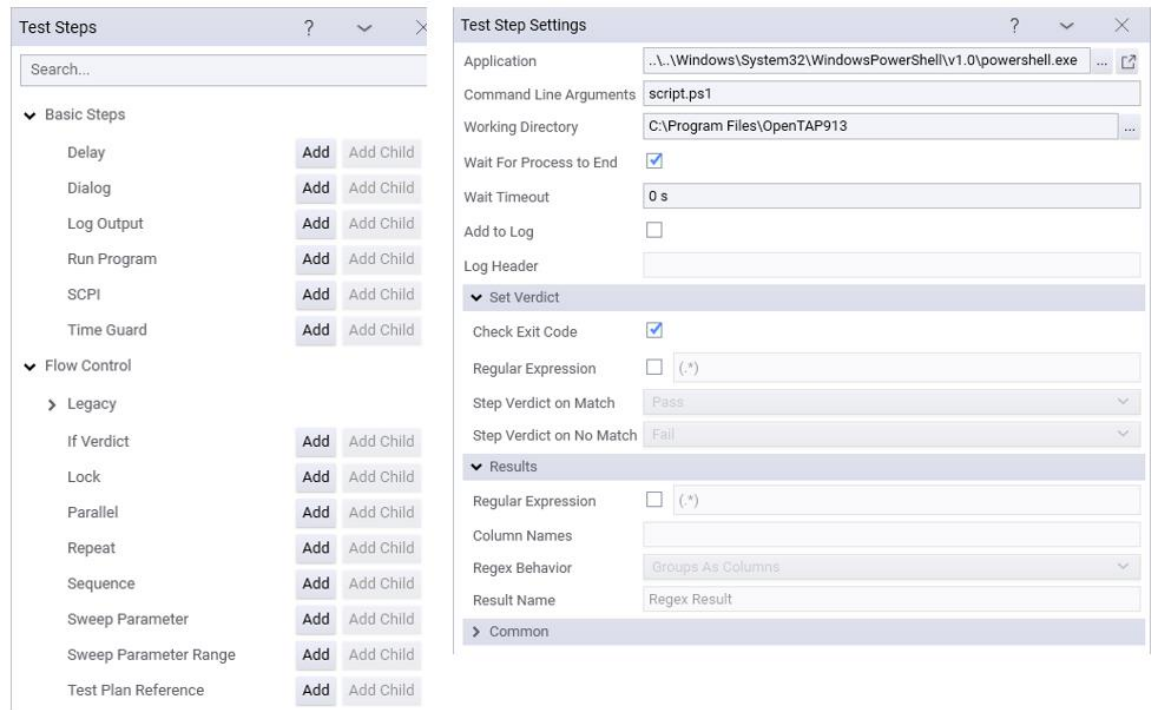 Test Steps ?
Search...
Basic Steps
Delay Add Add Child
Dialog Add Add Child
Log Output Add Add Child
Run Program Add Add Child
SCPI Add Add Child
Time Guard Add Add Child
Flow Control
Legacy
If Verdict Add Add Child
Lock Add Add Child
Parallel Add Add Child
Repeat Add Add Child
Sequence Add Add Child
Sweep Parameter Add Add Child
Sweep Parameter Range Add Add Child
Test Plan Reference Add Add Child
Test Step Settings ?
Application ..\..\Windows\System32\WindowsPowerShell\v1.0\powershell.exe ...
Command Line Arguments script.ps1
Working Directory C:\Program Files\OpenTAP913 ...
Wait For Process to End
Wait Timeout 0 s
Add to Log
Log Header
Set Verdict
Check Exit Code
Regular Expression (.*)
Step Verdict on Match Pass
Step Verdict on No Match Fail
Results
Regular Expression (.*)
Column Names
Regex Behavior Groups As Columns
Result Name Regex Result
Common